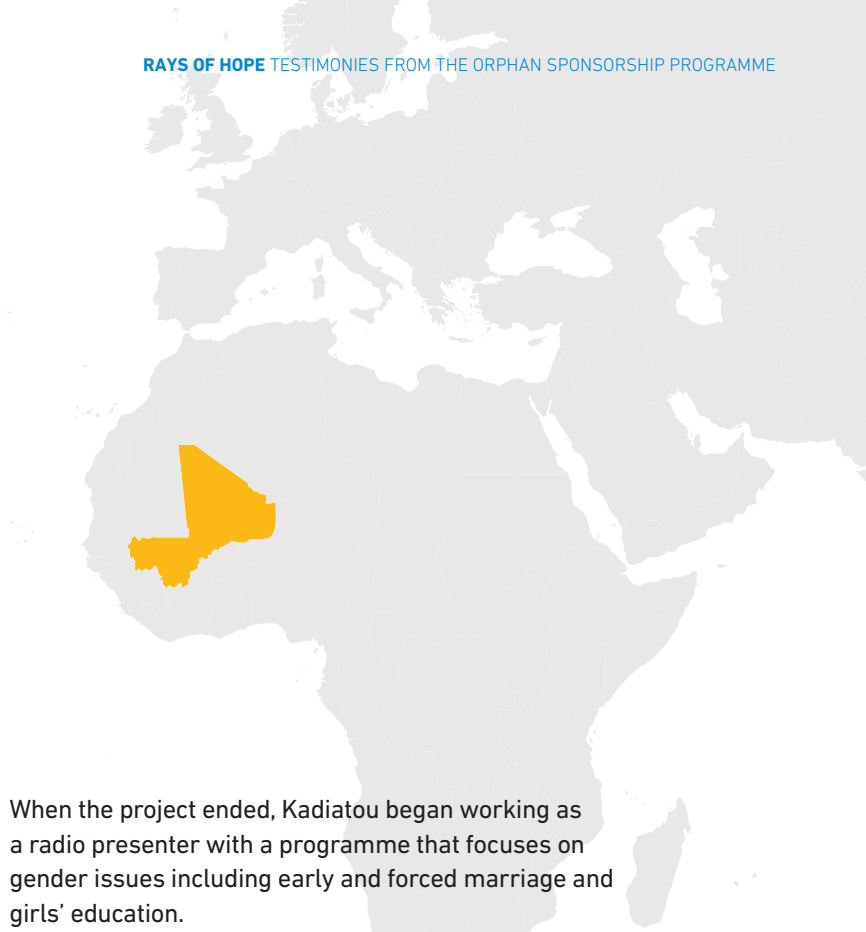 RAYS OF HOPE TESTIMONIES FROM THE ORPHAN SPONSORSHIP PROGRAMME
When the project ended, Kadiatou began working as
a radio presenter with a programme that focuses on
gender issues including early and forced marriage and
girls’ education.